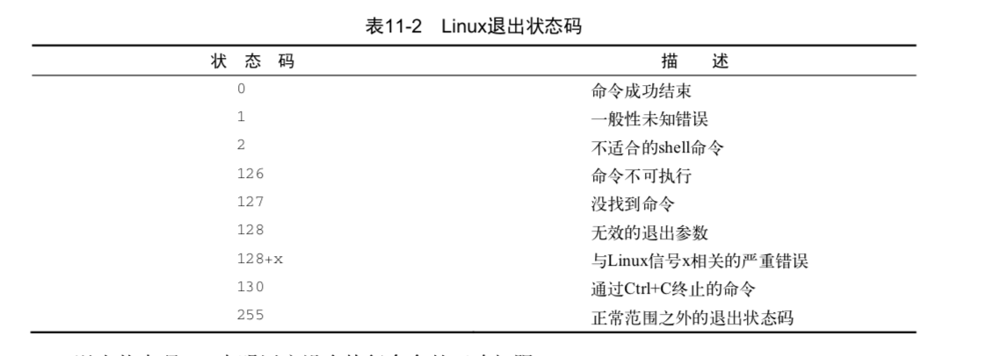 表11-2 Linux退出状态码
状 态 码 描 述
0 命令成功结束
1 一般性未知错误
2 不适合的shell命令
126 命令不可执行
127 没找到命令
128 无效的退出参数
128+x 与Linux信号x相关的严重错误
130 通过Ctrl+C终止的命令
255 正常范围之外的退出状态码